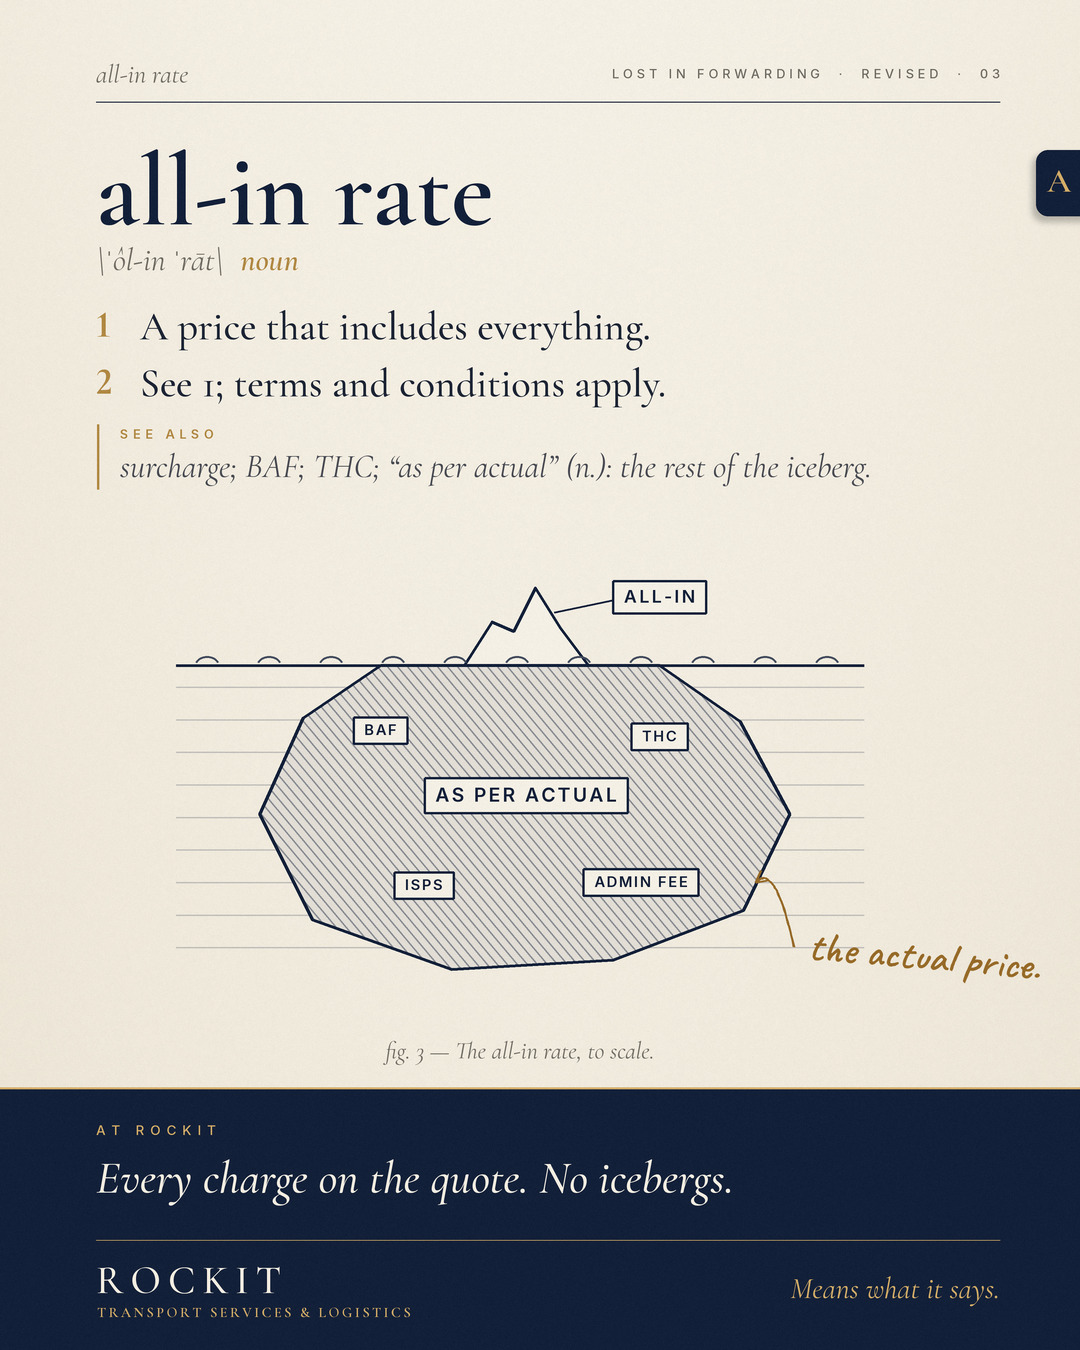 all-in rate
LOST IN FORWARDING · REVISED · 03
all-in rate
A
\ˈȯl-in ˈrāt\ noun
1 A price that includes everything.
2 See 1; terms and conditions apply.
SEE ALSO
surcharge; BAF; THC; “as per actual” (n.): the rest of the iceberg.
ALL-IN
BAF
THC
AS PER ACTUAL
ISPS
ADMIN FEE
the actual price.
fig. 3 — The all-in rate, to scale.
AT ROCKIT
Every charge on the quote. No icebergs.
ROCKIT
TRANSPORT SERVICES & LOGISTICS
Means what it says.